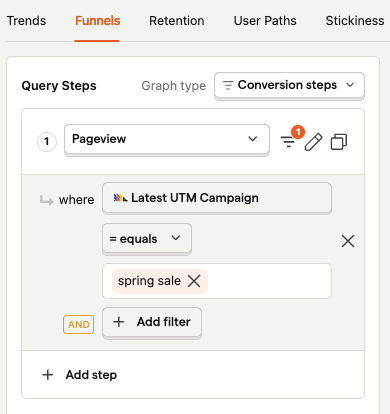 Trends Funnels Retention User Paths Stickiness
Query Steps Graph type Conversion steps
1 Pageview 1
where Latest UTM Campaign
= equals
spring sale
AND + Add filter
+ Add step